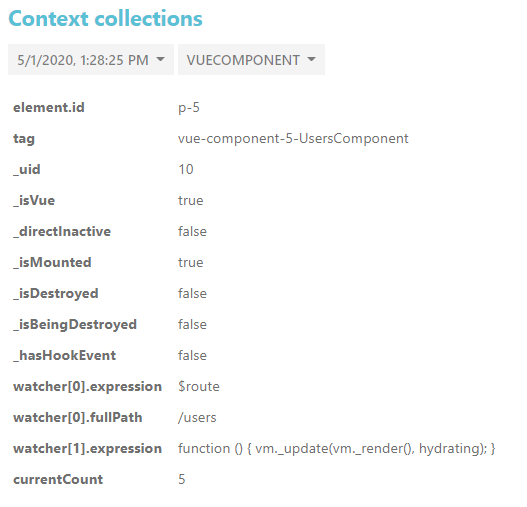 Context collections
5/1/2020, 1:28:25 PM VUECOMPONENT
element.id p-5
tag vue-component-5-UsersComponent
_uid 10
_isVue true
_directInactive false
_isMounted true
_isDestroyed false
_isBeingDestroyed false
_hasHookEvent false
watcher[0].expression $route
watcher[0].fullPath /users
watcher[1].expression function () { vm._update(vm._render(), hydrating); }
currentCount 5